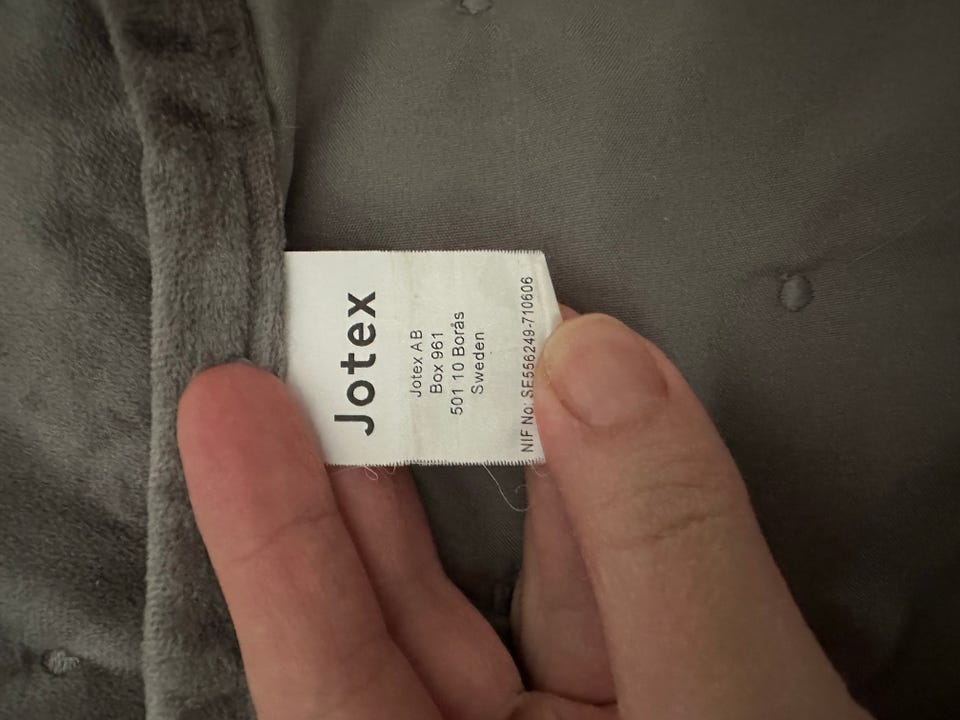 Jotex
Jotex AB
Box 961
501 10 Borås
Sweden
NIF No: SE556249-710606